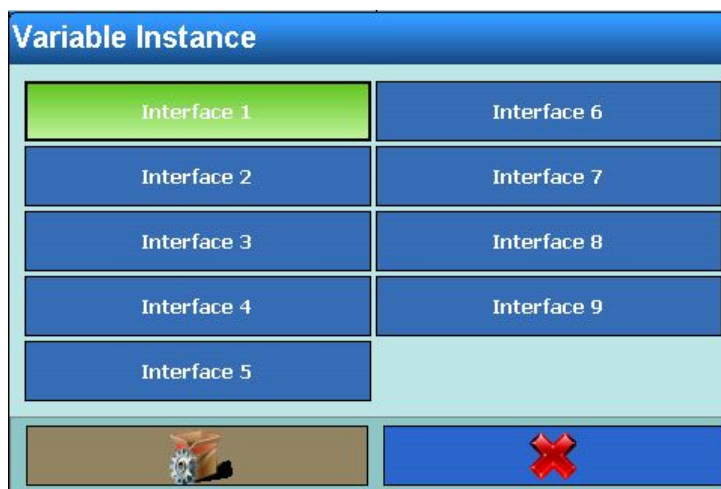 Variable Instance
Interface 1
Interface 2
Interface 3
Interface 4
Interface 5
Interface 6
Interface 7
Interface 8
Interface 9